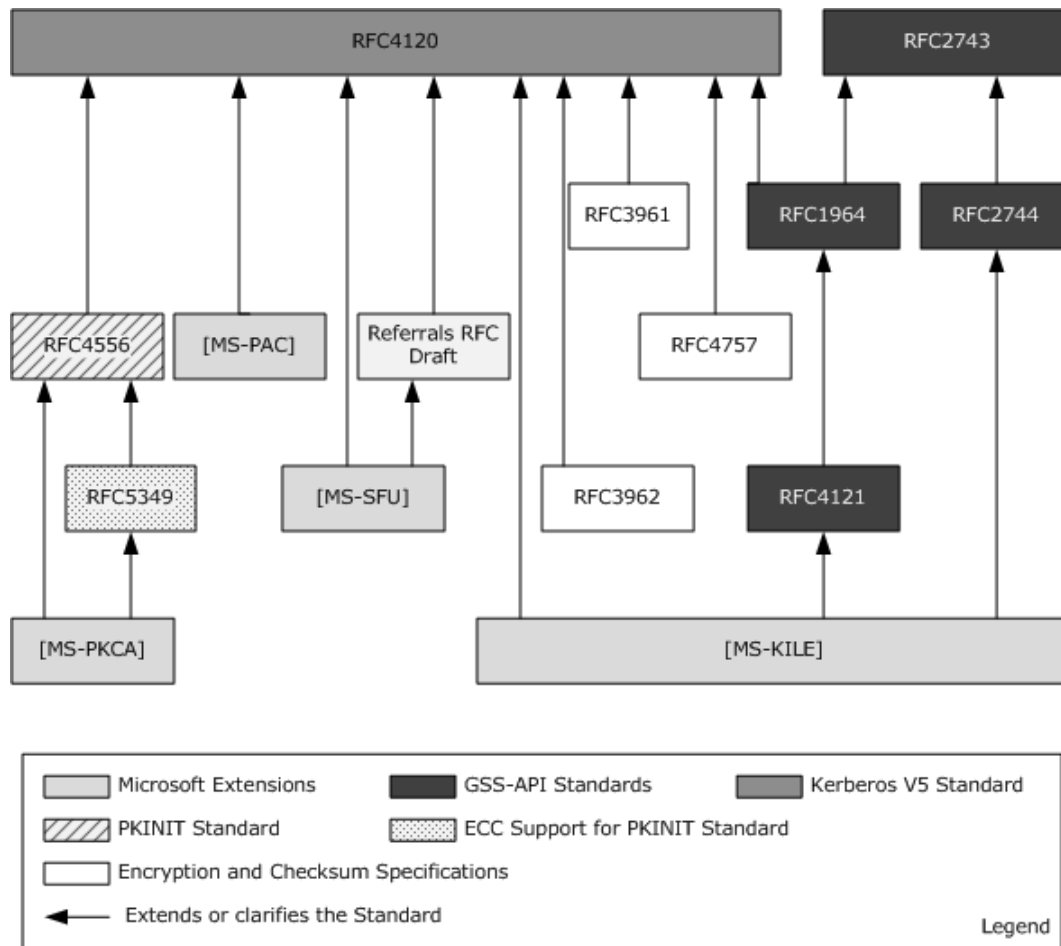 RFC4120
RFC2743
RFC3961
RFC1964
RFC2744
RFC4556
[MS-PAC]
Referrals RFC
Draft
RFC4757
RFC5349
[MS-SFU]
RFC3962
RFC4121
[MS-PKCA]
[MS-KILE]
Microsoft Extensions
GSS-API Standards
Kerberos V5 Standard
PKINIT Standard
ECC Support for PKINIT Standard
Encryption and Checksum Specifications
Extends or clarifies the Standard
Legend